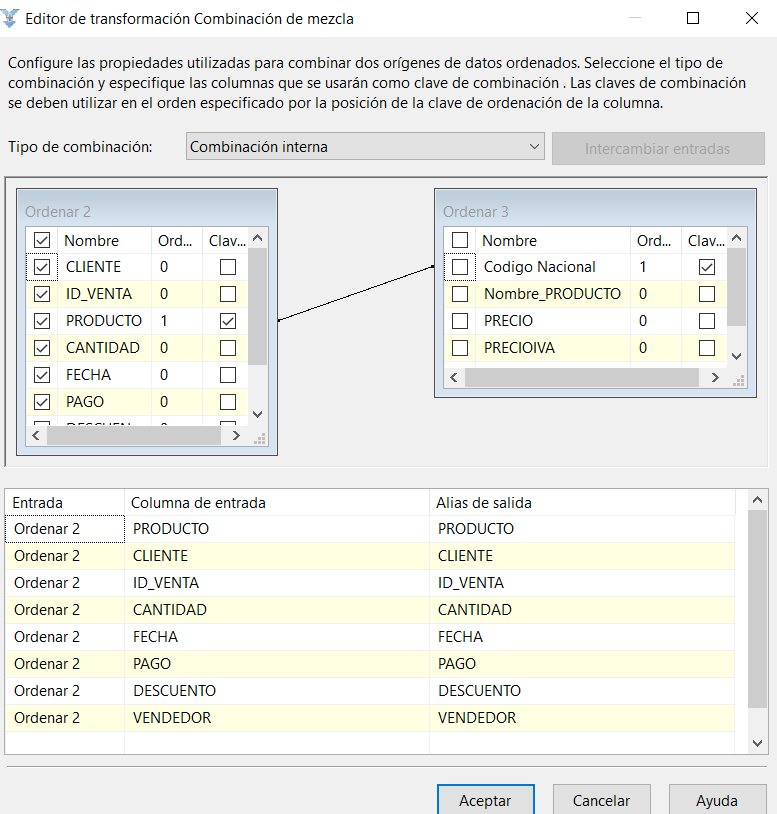 Editor de transformación Combinación de mezcla
Configure las propiedades utilizadas para combinar dos orígenes de datos ordenados. Seleccione el tipo de
combinación y especifique las columnas que se usarán como clave de combinación . Las claves de combinación
se deben utilizar en el orden especificado por la posición de la clave de ordenación de la columna.
Tipo de combinación: Combinación interna Intercambiar entradas
Ordenar 2
Nombre Ord... Clav...
CLIENTE 0
ID_VENTA 0
PRODUCTO 1
CANTIDAD 0
FECHA 0
PAGO 0
Ordenar 3
Nombre Ord... Clav...
Codigo Nacional 1
Nombre_PRODUCTO 0
PRECIO 0
PRECIOIVA 0
Entrada Columna de entrada Alias de salida
Ordenar 2 PRODUCTO PRODUCTO
Ordenar 2 CLIENTE CLIENTE
Ordenar 2 ID_VENTA ID_VENTA
Ordenar 2 CANTIDAD CANTIDAD
Ordenar 2 FECHA FECHA
Ordenar 2 PAGO PAGO
Ordenar 2 DESCUENTO DESCUENTO
Ordenar 2 VENDEDOR VENDEDOR
Aceptar Cancelar Ayuda